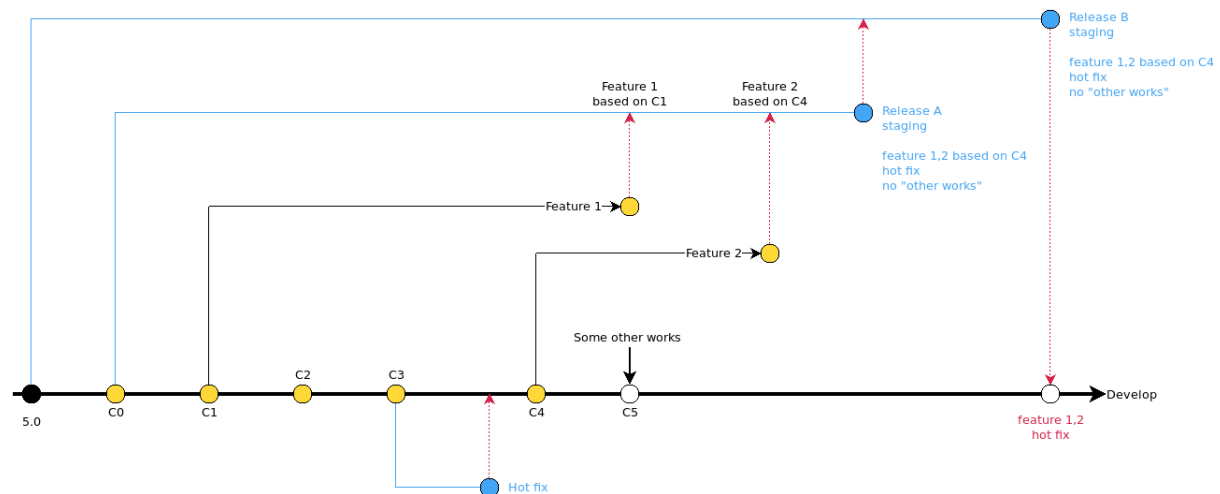 Release B
staging
feature 1,2 based on C4
hot fix
no "other works"
Feature 1
based on C1
Feature 2
based on C4
Release A
staging
feature 1,2 based on C4
hot fix
no "other works"
Feature 1
Feature 2
Some other works
C2
C3
Develop
5.0
C0
C1
C4
C5
feature 1,2
hot fix
Hot fix